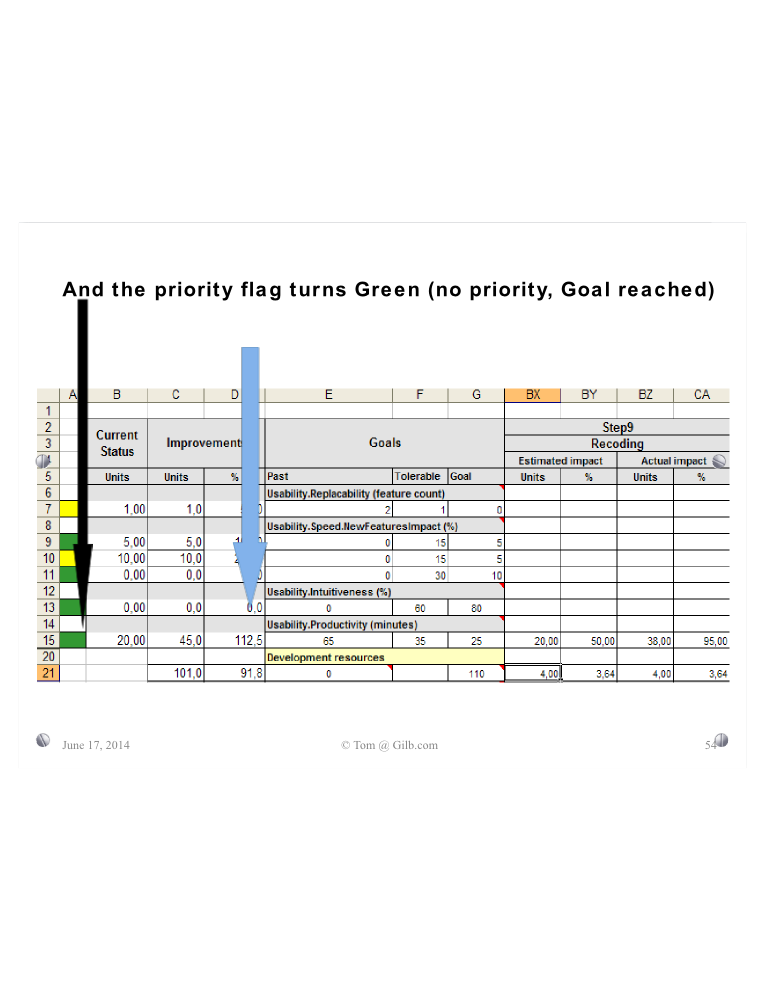 And the priority flag turns Green (no priority, Goal reached)
A B C D E F G BX BY BZ CA
1
2 Step9
3 Current Status Improvement Goals Recoding
Estimated impact Actual impact
5 Units Units % Past Tolerable Goal Units % Units %
6 Usability.Replacability (feature count)
7 1,00 1,0 2 1 0
8 Usability.Speed.NewFeaturesImpact (%)
9 5,00 5,0 0 15 5
10 10,00 10,0 0 15 5
11 0,00 0,0 0 30 10
12 Usability.Intuitiveness (%)
13 0,00 0,0 0,0 0 60 80
14 Usability.Productivity (minutes)
15 20,00 45,0 112,5 65 35 25 20,00 50,00 38,00 95,00
20 Development resources
21 101,0 91,8 0 110 4,00 3,64 4,00 3,64
June 17, 2014 © Tom @ Gilb.com 54